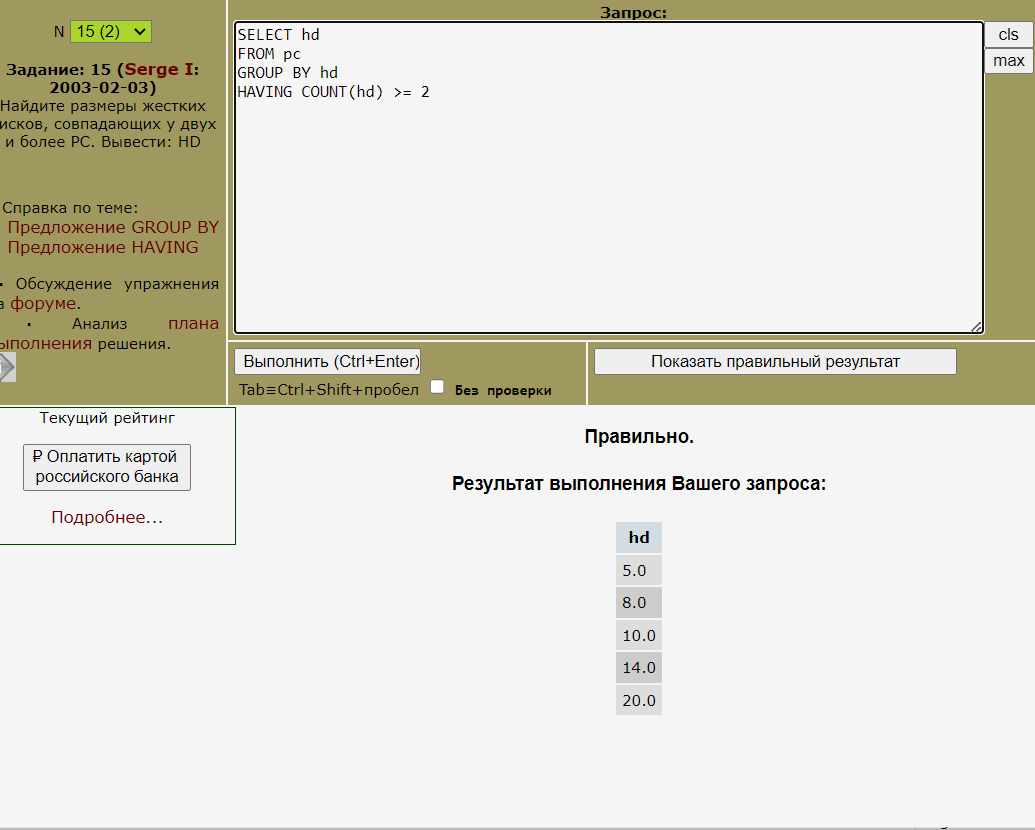 N 15 (2)
Задание: 15 (Serge I:
2003-02-03)
Найдите размеры жестких
исков, совпадающих у двух
и более PC. Вывести: HD
Справка по теме:
Предложение GROUP BY
Предложение HAVING
• Обсуждение упражнения
а форуме.
• Анализ плана
ыполнения решения.
Запрос:
SELECT hd
FROM pc
GROUP BY hd
HAVING COUNT(hd) >= 2
cls
max
Выполнить (Ctrl+Enter)
Tab≡Ctrl+Shift+пробел Без проверки
Показать правильный результат
Текущий рейтинг
₽ Оплатить картой
российского банка
Подробнее...
Правильно.
Результат выполнения Вашего запроса:
hd
5.0
8.0
10.0
14.0
20.0